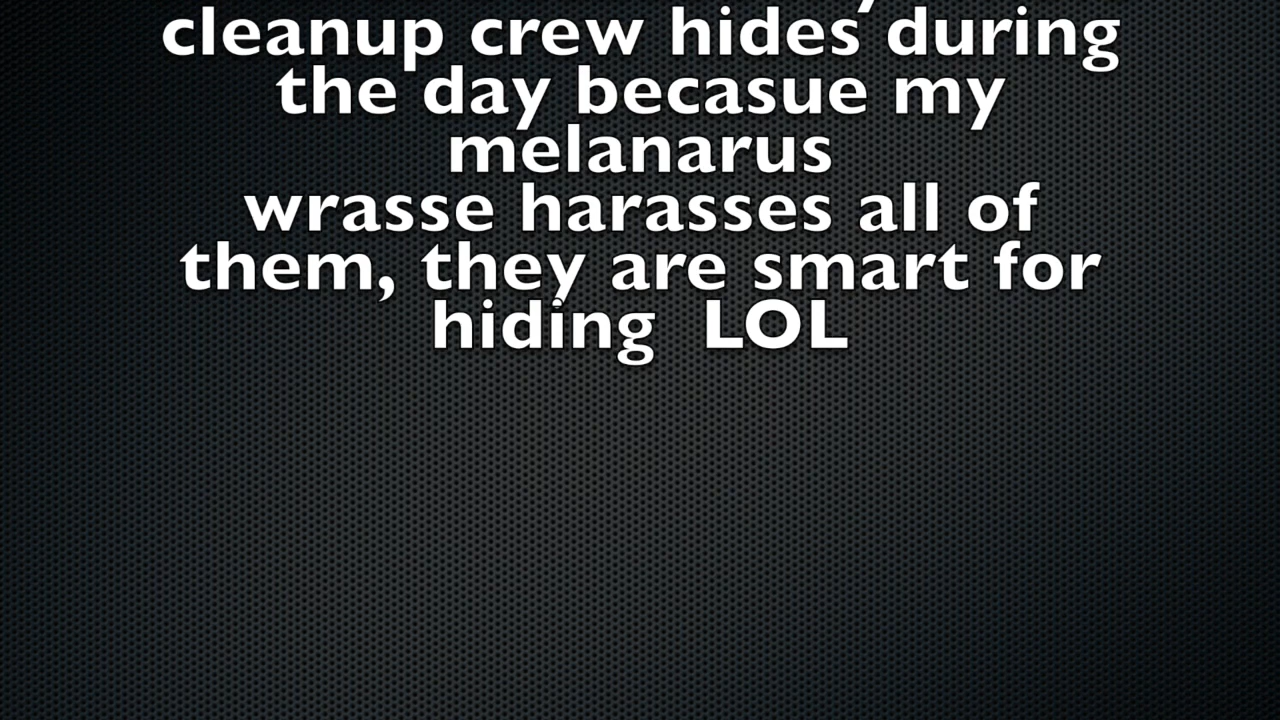 cleanup crew hides during
the day becasue my
melanarus
wrasse harasses all of
them, they are smart for
hiding  LOL